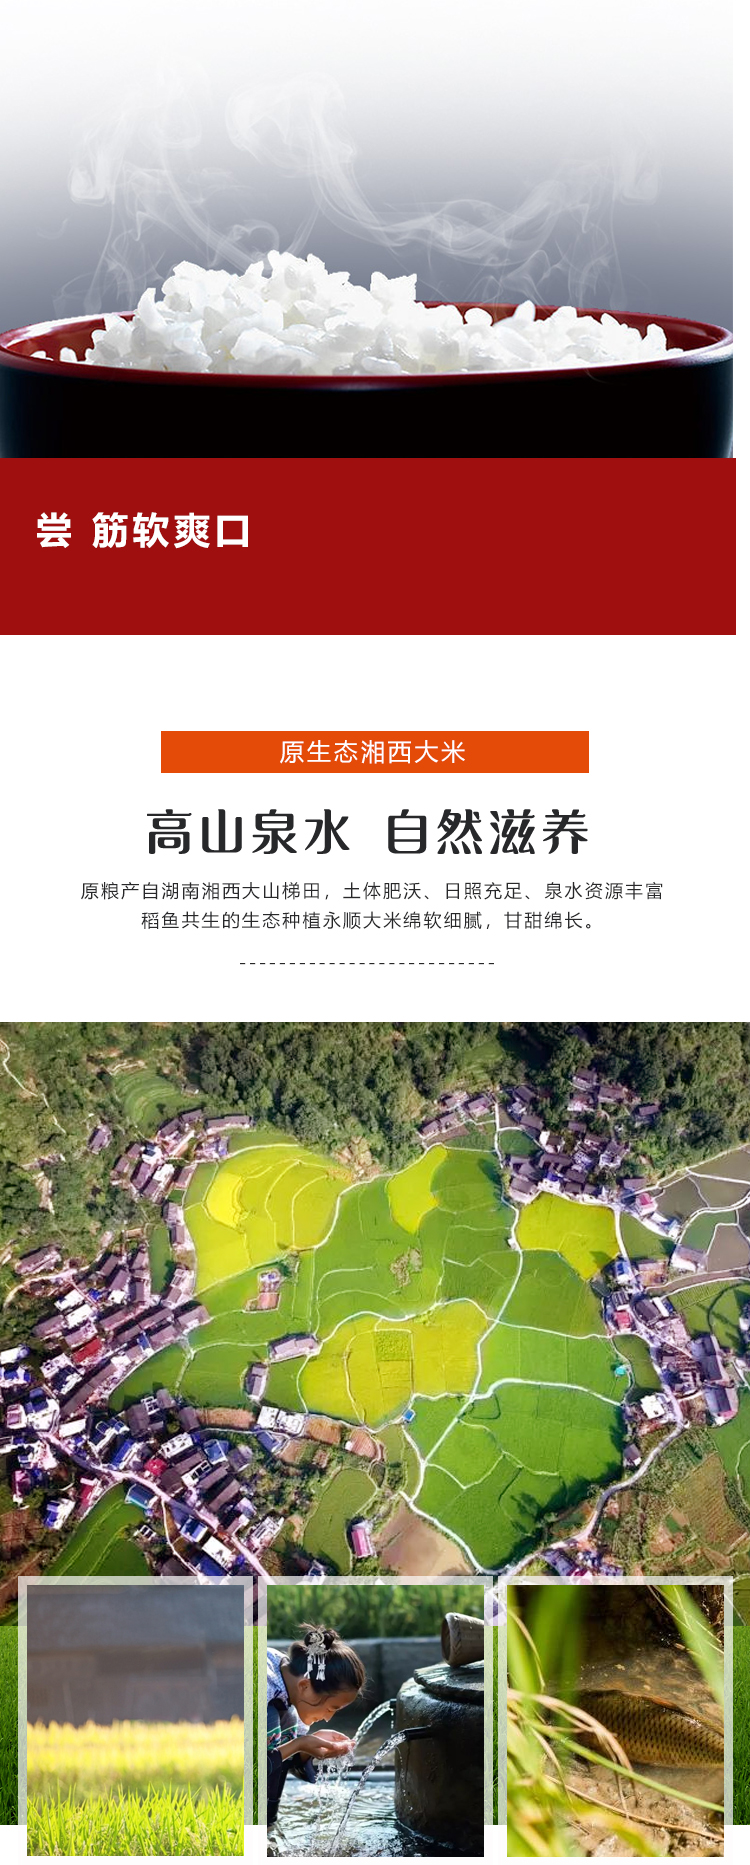 尝 筋软爽口
原生态湘西大米
高山泉水 自然滋养
原粮产自湖南湘西大山梯田，土体肥沃、日照充足、泉水资源丰富
稻鱼共生的生态种植永顺大米绵软细腻，甘甜绵长。